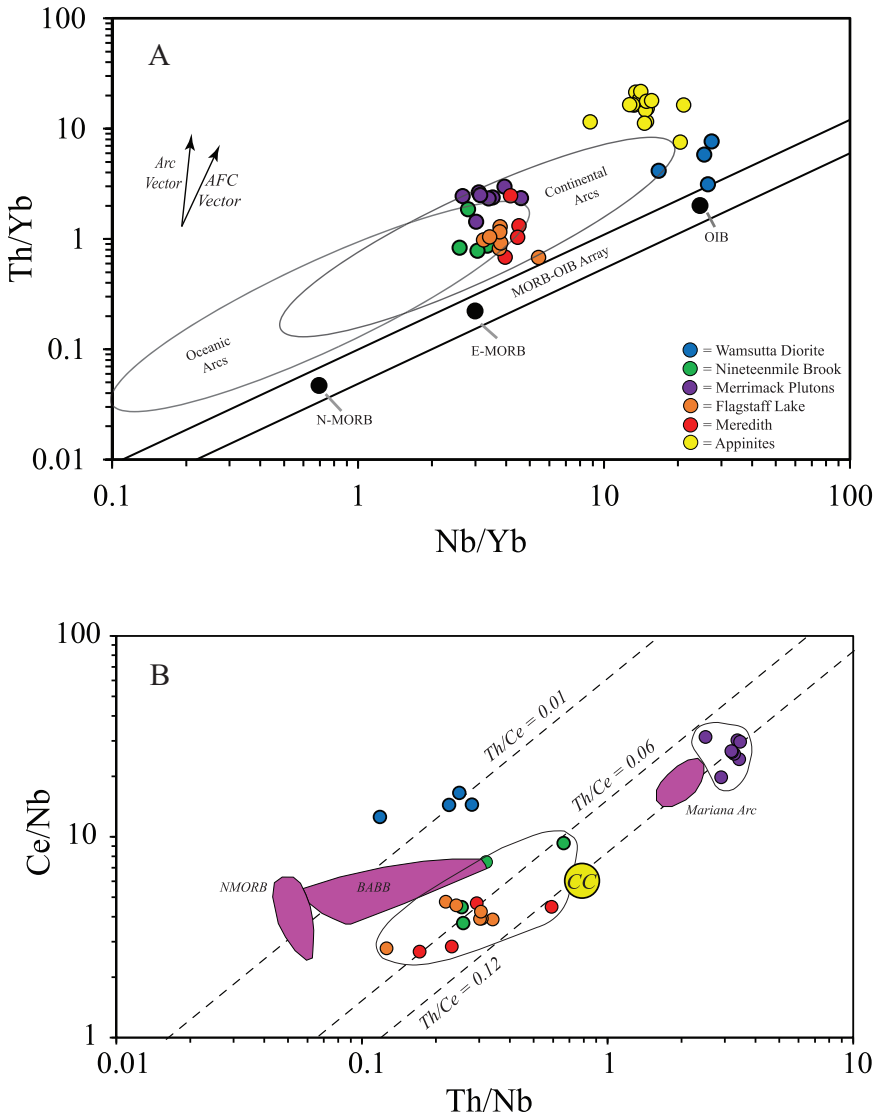 A
Th/Yb
100
10
1
0.1
0.01
Arc
Vector
AFC
Vector
Continental
Arcs
Oceanic
Arcs
MORB-OIB Array
OIB
E-MORB
N-MORB
= Wamsutta Diorite
= Nineteenmile Brook
= Merrimack Plutons
= Flagstaff Lake
= Meredith
= Appinites
0.1
1
10
100
Nb/Yb
B
Ce/Nb
100
10
1
Th/Ce = 0.01
Th/Ce = 0.06
Th/Ce = 0.12
Mariana Arc
NMORB
BABB
CC
0.01
0.1
1
10
Th/Nb